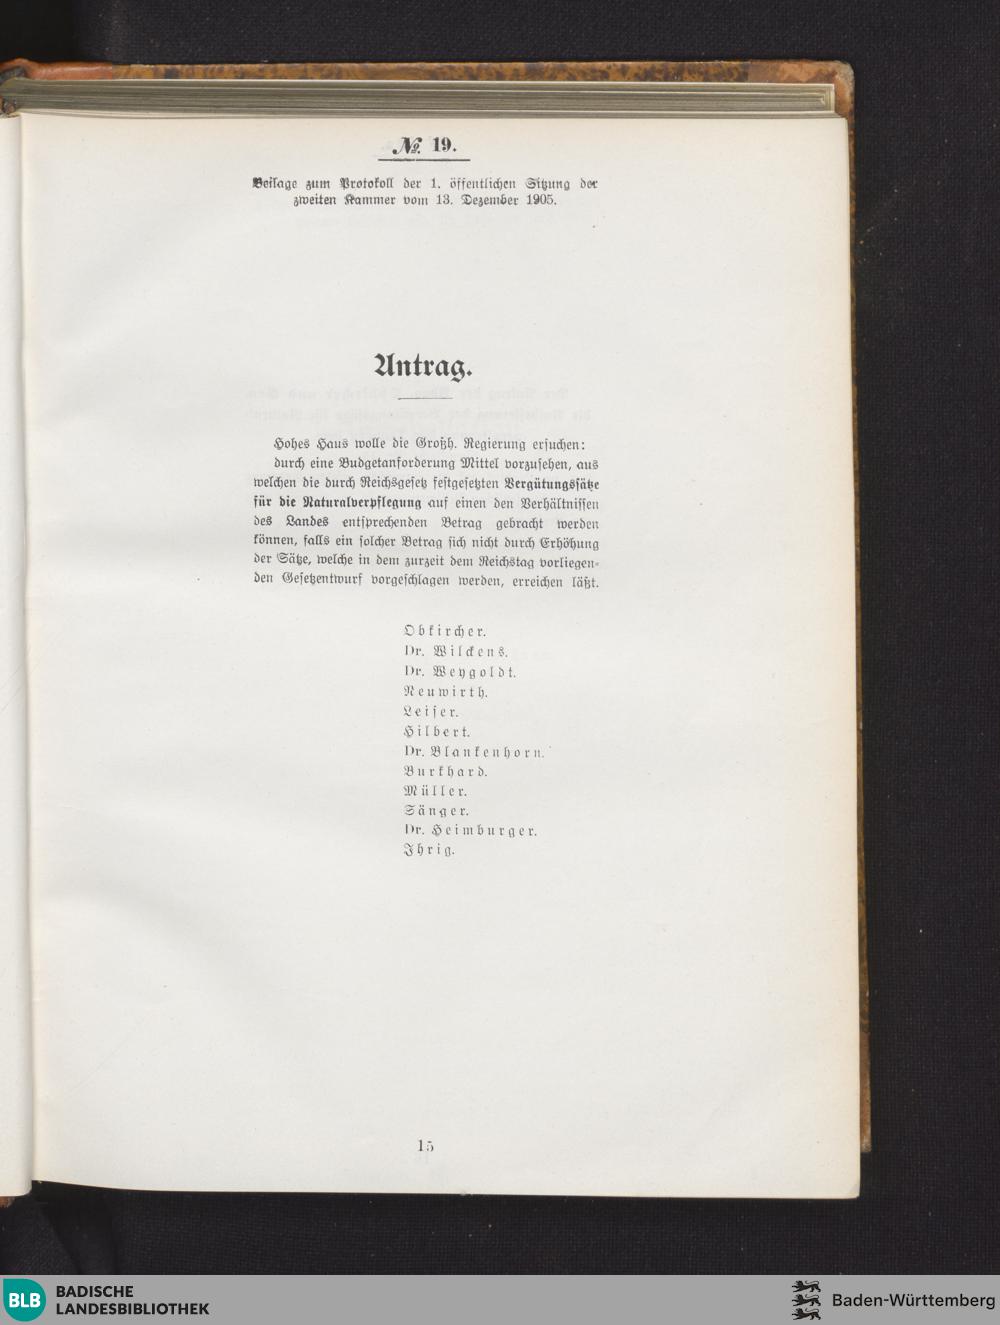 № 19.
Beilage zum Protokoll der 1. öffentlichen Sitzung der
zweiten Kammer vom 13. Dezember 1905.
Antrag.
Hohes Haus wolle die Großh. Regierung ersuchen:
durch eine Budgetanforderung Mittel vorzusehen, aus
welchen die durch Reichsgesetz festgesetzten Vergütungssätze
für die Naturalverpflegung auf einen den Verhältnissen
des Landes entsprechenden Betrag gebracht werden
können, falls ein solcher Betrag sich nicht durch Erhöhung
der Sätze, welche in dem zurzeit dem Reichstag vorliegen-
den Gesetzentwurf vorgeschlagen werden, erreichen läßt.
Obkircher.
Dr. Wilckens.
Dr. Weygoldt.
Neuwirth.
Leiser.
Hilbert.
Dr. Blankenhorn.
Burkhard.
Müller.
Sänger.
Dr. Heimburger.
Ihrig.
15
BLB BADISCHE
LANDESBIBLIOTHEK
Baden-Württemberg